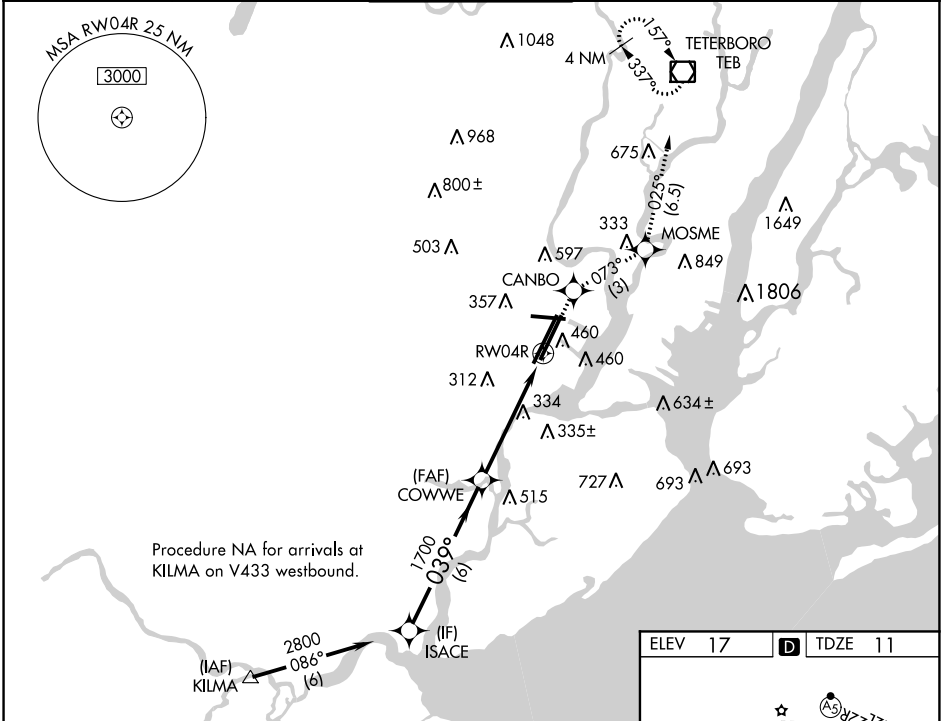 MSA RW04R 25 NM
3000
1048
4 NM
157°
337°
TETERBORO
TEB
968
675
800±
025°
(6.5)
1649
333
MOSME
503
597
849
CANBO
073°
(3)
1806
357
460
RW04R
460
312
334
634±
335±
(FAF)
COWWE
515
727
693
693
Procedure NA for arrivals at
KILMA on V433 westbound.
1700
039°
(6)
(IF)
ISACE
2800
086°
(6)
(IAF)
KILMA
ELEV 17 D TDZE 11
A5